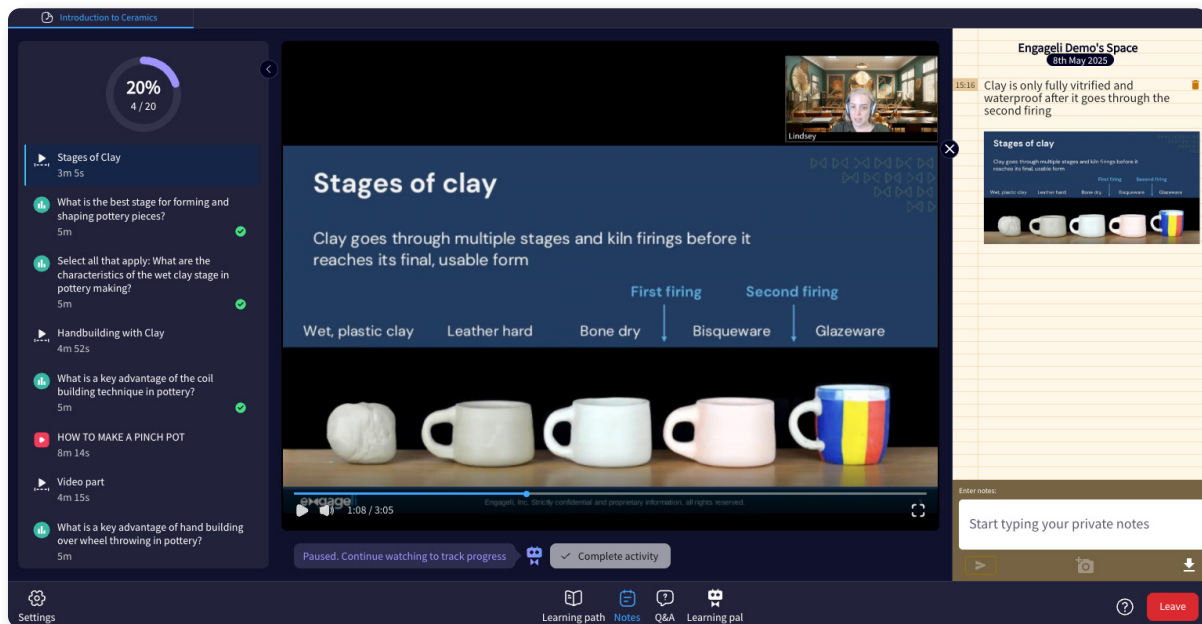 Introduction to Ceramics
20%
4 / 20
Stages of Clay
3m 5s
What is the best stage for forming and
shaping pottery pieces?
5m
Select all that apply: What are the
characteristics of the wet clay stage in
pottery making?
5m
Handbuilding with Clay
4m 52s
What is a key advantage of the coil
building technique in pottery?
5m
HOW TO MAKE A PINCH POT
8m 14s
Video part
4m 15s
What is a key advantage of hand building
over wheel throwing in pottery?
5m
Lindsey
Stages of clay
Clay goes through multiple stages and kiln firings before it
reaches its final, usable form
First firing Second firing
Wet, plastic clay Leather hard Bone dry Bisqueware Glazeware
engageli
Engageli, Inc. Strictly confidential and proprietary information, all rights reserved.
1:08 / 3:05
Paused. Continue watching to track progress
Complete activity
Engageli Demo's Space
8th May 2025
15:16
Clay is only fully vitrified and
waterproof after it goes through the
second firing
Stages of clay
Clay goes through multiple stages and kiln firings before it
reaches its final, usable form
First firing Second firing
Wet, plastic clay Leather hard Bone dry Bisqueware Glazeware
Enter notes:
Start typing your private notes
Settings
Learning path Notes Q&A Learning pal
Leave